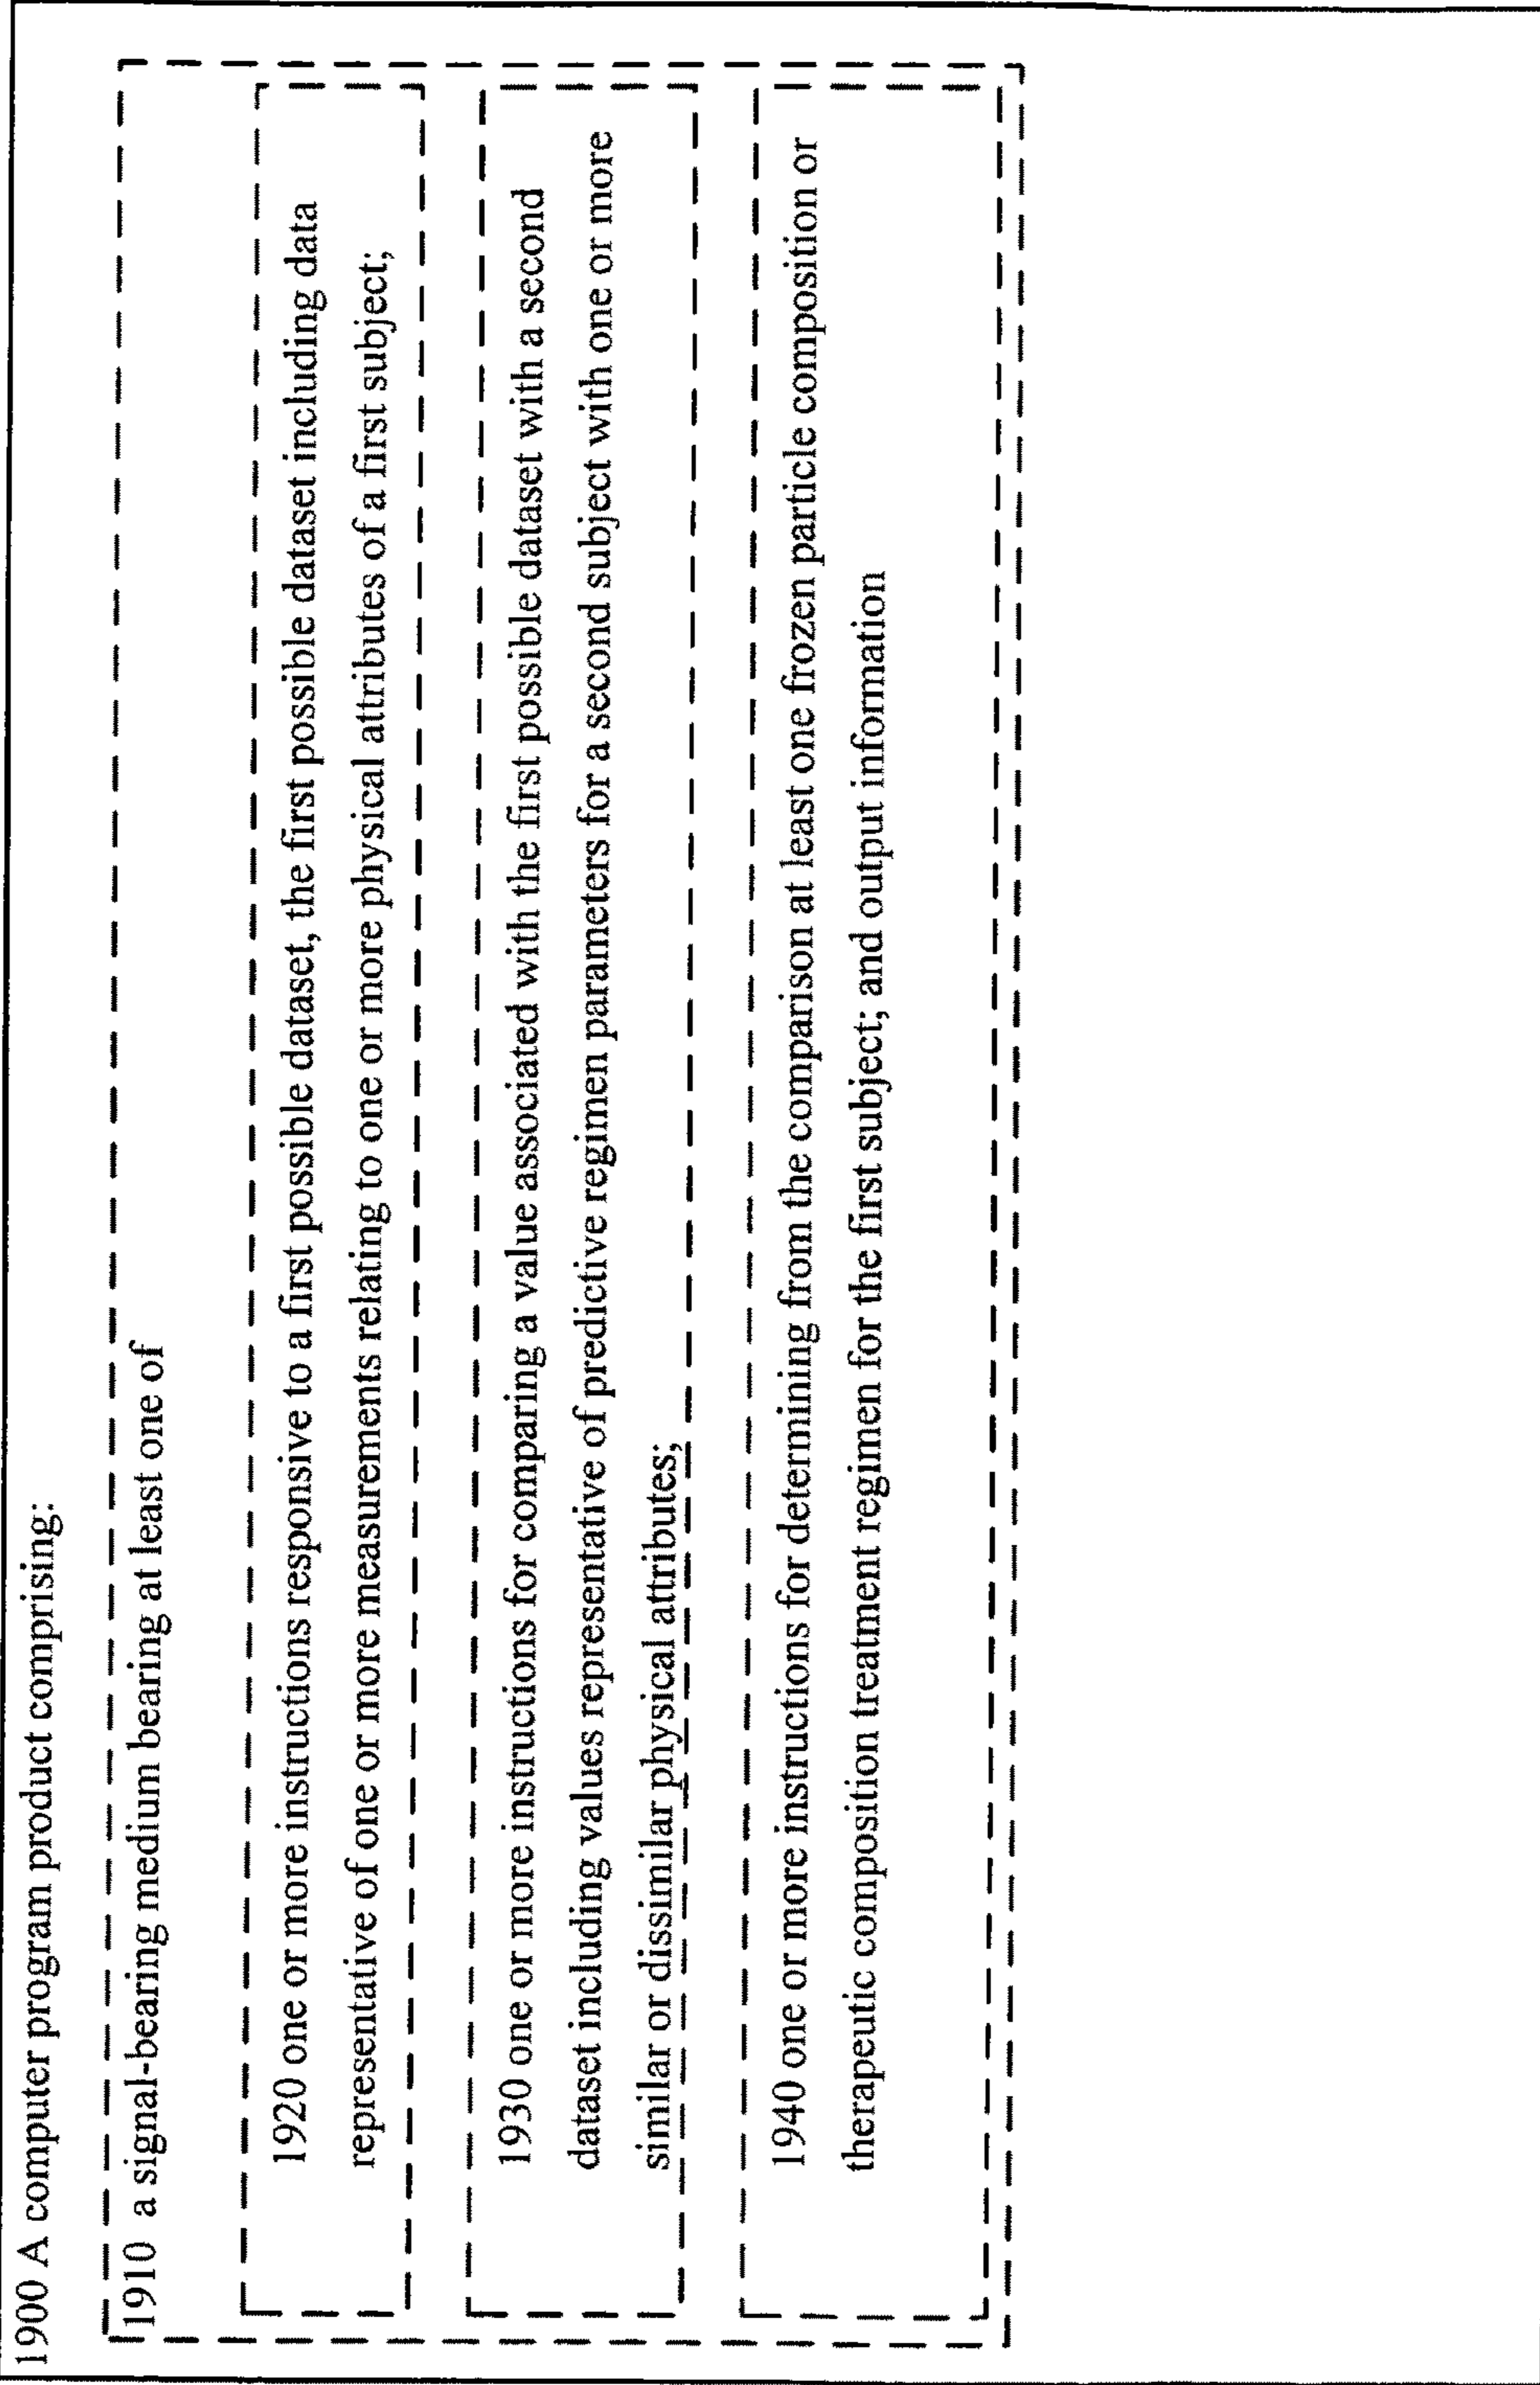 1900 A computer program product comprising:
1910 a signal-bearing medium bearing at least one of
1920 one or more instructions responsive to a first possible dataset, the first possible dataset including data
representative of one or more measurements relating to one or more physical attributes of a first subject;
1930 one or more instructions for comparing a value associated with the first possible dataset with a second
dataset including values representative of predictive regimen parameters for a second subject with one or more
similar or dissimilar physical attributes;
1940 one or more instructions for determining from the comparison at least one frozen particle composition or
therapeutic composition treatment regimen for the first subject; and output information